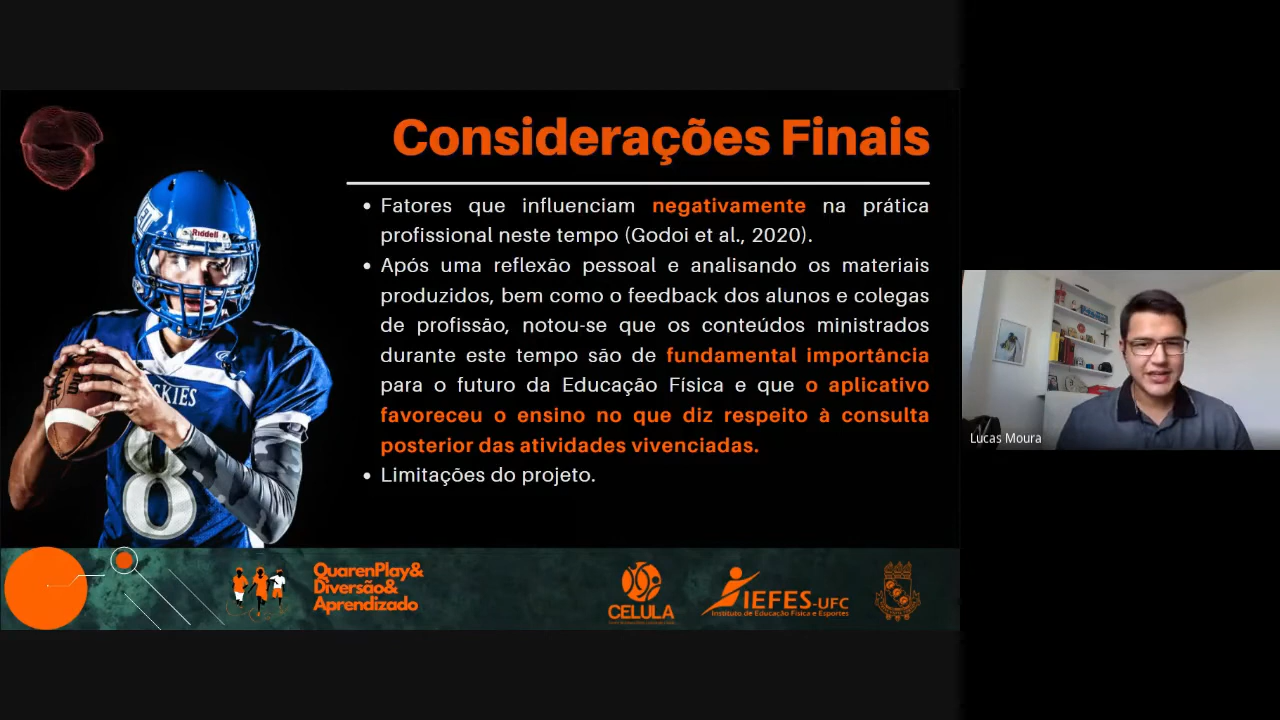 Considerações Finais
• Fatores que influenciam negativamente na prática
profissional neste tempo (Godoi et al., 2020).
• Após uma reflexão pessoal e analisando os materiais
produzidos, bem como o feedback dos alunos e colegas
de profissão, notou-se que os conteúdos ministrados
durante este tempo são de fundamental importância
para o futuro da Educação Física e que o aplicativo
favoreceu o ensino no que diz respeito à consulta
posterior das atividades vivenciadas.
• Limitações do projeto.
Riddell
HUSKIES
8
QuarenPlay&
Diversão&
Aprendizado
CELULA
IEFES-UFC
Instituto de Educação Física e Esportes
Lucas Moura